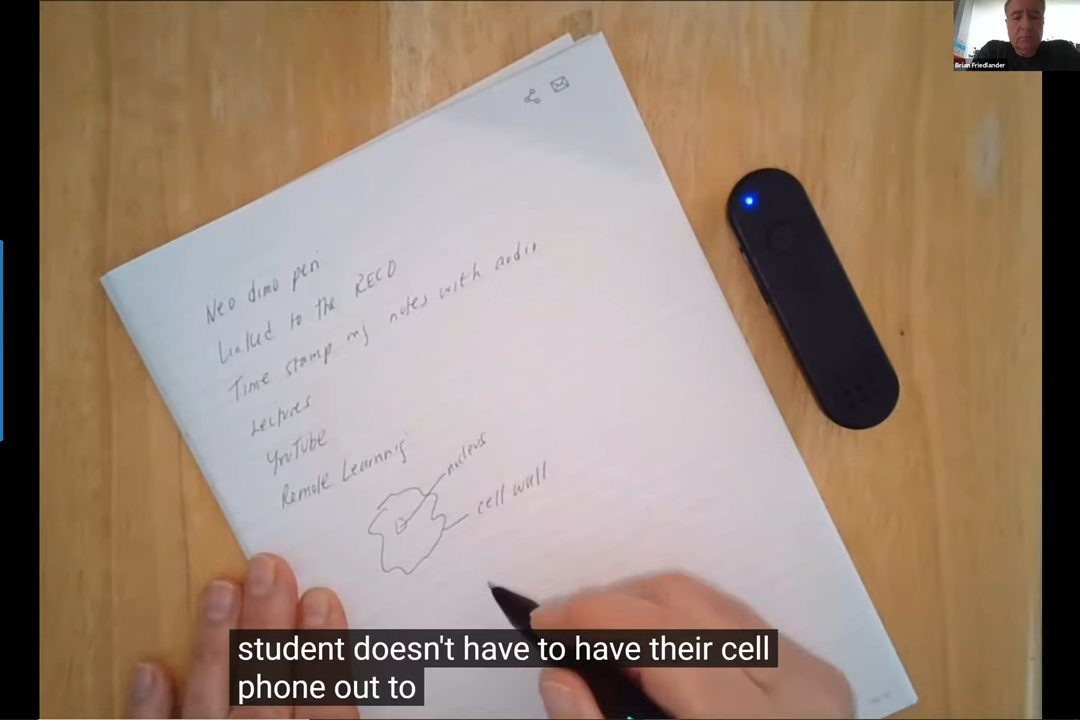 Brian Friedlander
Neo dimo pen
Linked to the RECO
Time stamp my notes with audio
Lectures
YouTube
Remote Learning
nucleus
cell wall
student doesn't have to have their cell
phone out to